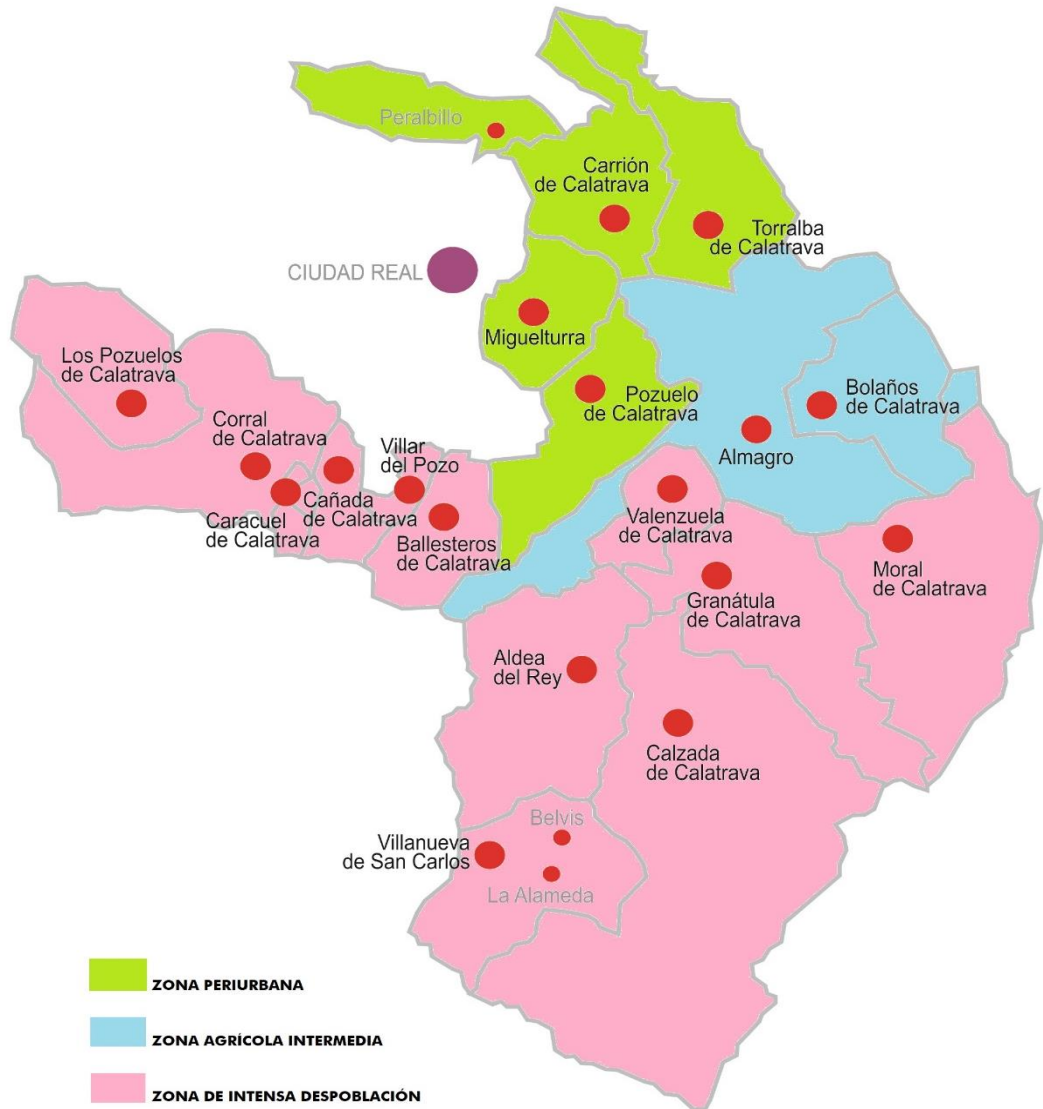 Peralbillo
Carrión
de Calatrava
Torralba
de Calatrava
CIUDAD REAL
Miguelturra
Los Pozuelos
de Calatrava
Pozuelo
de Calatrava
Bolaños
de Calatrava
Corral
de Calatrava
Villar
del Pozo
Almagro
Cañada
de Calatrava
Caracuel
de Calatrava
Ballesteros
de Calatrava
Valenzuela
de Calatrava
Moral
de Calatrava
Granátula
de Calatrava
Aldea
del Rey
Calzada
de Calatrava
Belvis
Villanueva
de San Carlos
La Alameda
ZONA PERIURBANA
ZONA AGRÍCOLA INTERMEDIA
ZONA DE INTENSA DESPOBLACIÓN